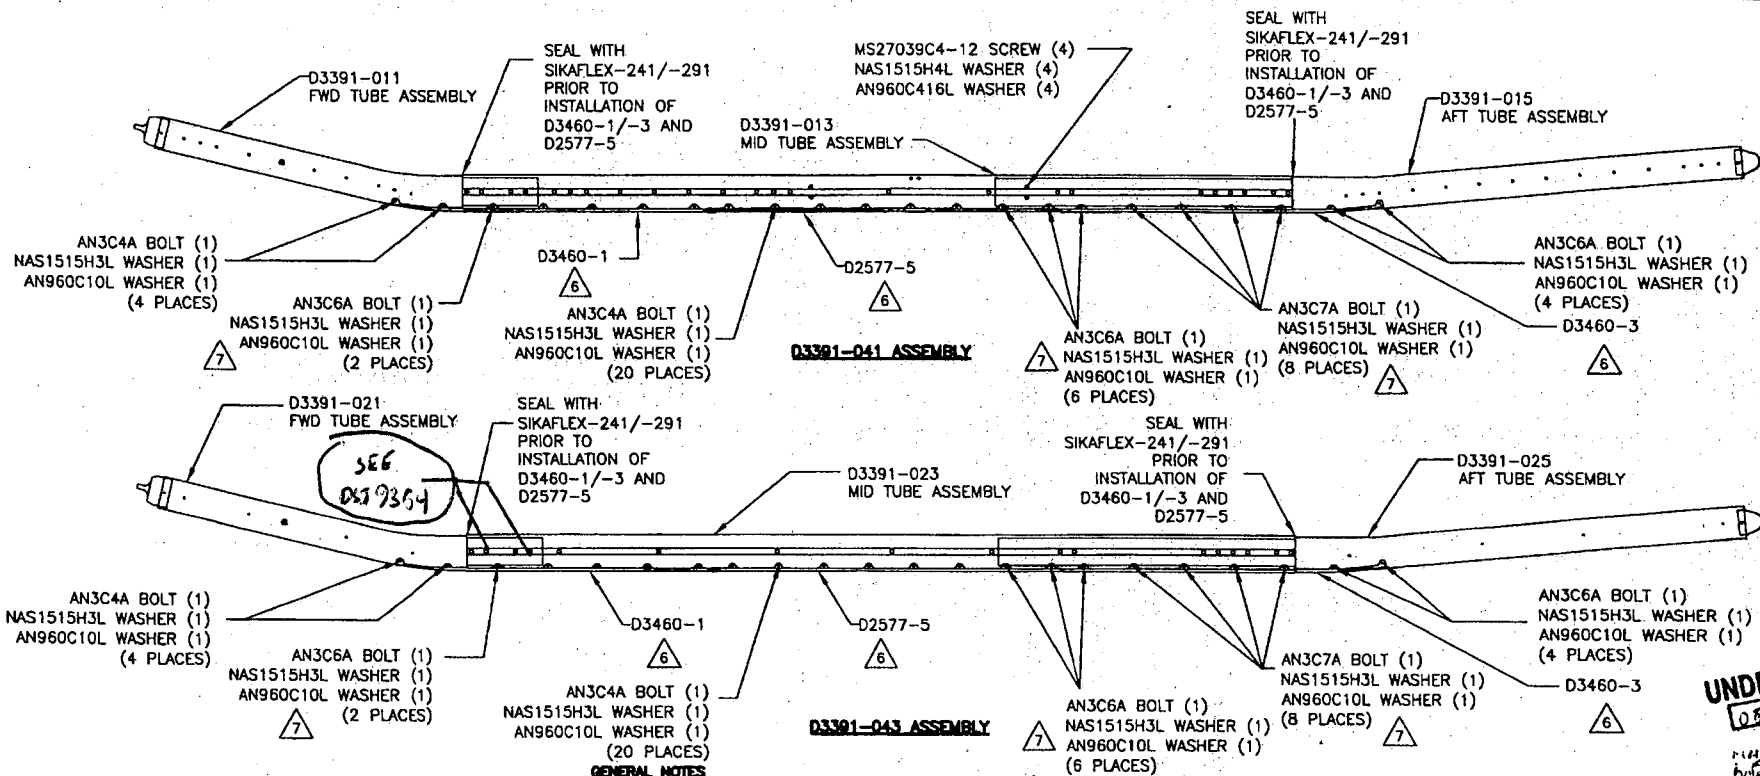 SEAL WITH
SIKAFLEX-241/-291
PRIOR TO
INSTALLATION OF
D3460-1/-3 AND
D2577-5
MS27039C4-12 SCREW (4)
NAS1515H4L WASHER (4)
AN960C416L WASHER (4)
SEAL WITH
SIKAFLEX-241/-291
PRIOR TO
INSTALLATION OF
D3460-1/-3 AND
D2577-5
D3391-011
FWD TUBE ASSEMBLY
D3391-013
MID TUBE ASSEMBLY
D3391-015
AFT TUBE ASSEMBLY
AN3C4A BOLT (1)
NAS1515H3L WASHER (1)
AN960C10L WASHER (1)
(4 PLACES)
AN3C6A BOLT (1)
NAS1515H3L WASHER (1)
AN960C10L WASHER (1)
(2 PLACES)
7
D3460-1
6
AN3C4A BOLT (1)
NAS1515H3L WASHER (1)
AN960C10L WASHER (1)
(20 PLACES)
D2577-5
6
D3391-041 ASSEMBLY
7
AN3C6A BOLT (1)
NAS1515H3L WASHER (1)
AN960C10L WASHER (1)
(6 PLACES)
AN3C7A BOLT (1)
NAS1515H3L WASHER (1)
AN960C10L WASHER (1)
(8 PLACES)
7
AN3C6A BOLT (1)
NAS1515H3L WASHER (1)
AN960C10L WASHER (1)
(4 PLACES)
D3460-3
6
D3391-021
FWD TUBE ASSEMBLY
SEE
SEAL WITH
SIKAFLEX-241/-291
PRIOR TO
INSTALLATION OF
D3460-1/-3 AND
D2577-5
D3391-023
MID TUBE ASSEMBLY
SEAL WITH
SIKAFLEX-241/-291
PRIOR TO
INSTALLATION OF
D3460-1/-3 AND
D2577-5
D3391-025
AFT TUBE ASSEMBLY
AN3C4A BOLT (1)
NAS1515H3L WASHER (1)
AN960C10L WASHER (1)
(4 PLACES)
AN3C6A BOLT (1)
NAS1515H3L WASHER (1)
AN960C10L WASHER (1)
(2 PLACES)
7
D3460-1
6
AN3C4A BOLT (1)
NAS1515H3L WASHER (1)
AN960C10L WASHER (1)
(20 PLACES)
D2577-5
6
D3391-043 ASSEMBLY
7
AN3C6A BOLT (1)
NAS1515H3L WASHER (1)
AN960C10L WASHER (1)
(6 PLACES)
AN3C7A BOLT (1)
NAS1515H3L WASHER (1)
AN960C10L WASHER (1)
(8 PLACES)
7
AN3C6A BOLT (1)
NAS1515H3L WASHER (1)
AN960C10L WASHER (1)
(4 PLACES)
D3460-3
6
GENERAL NOTES